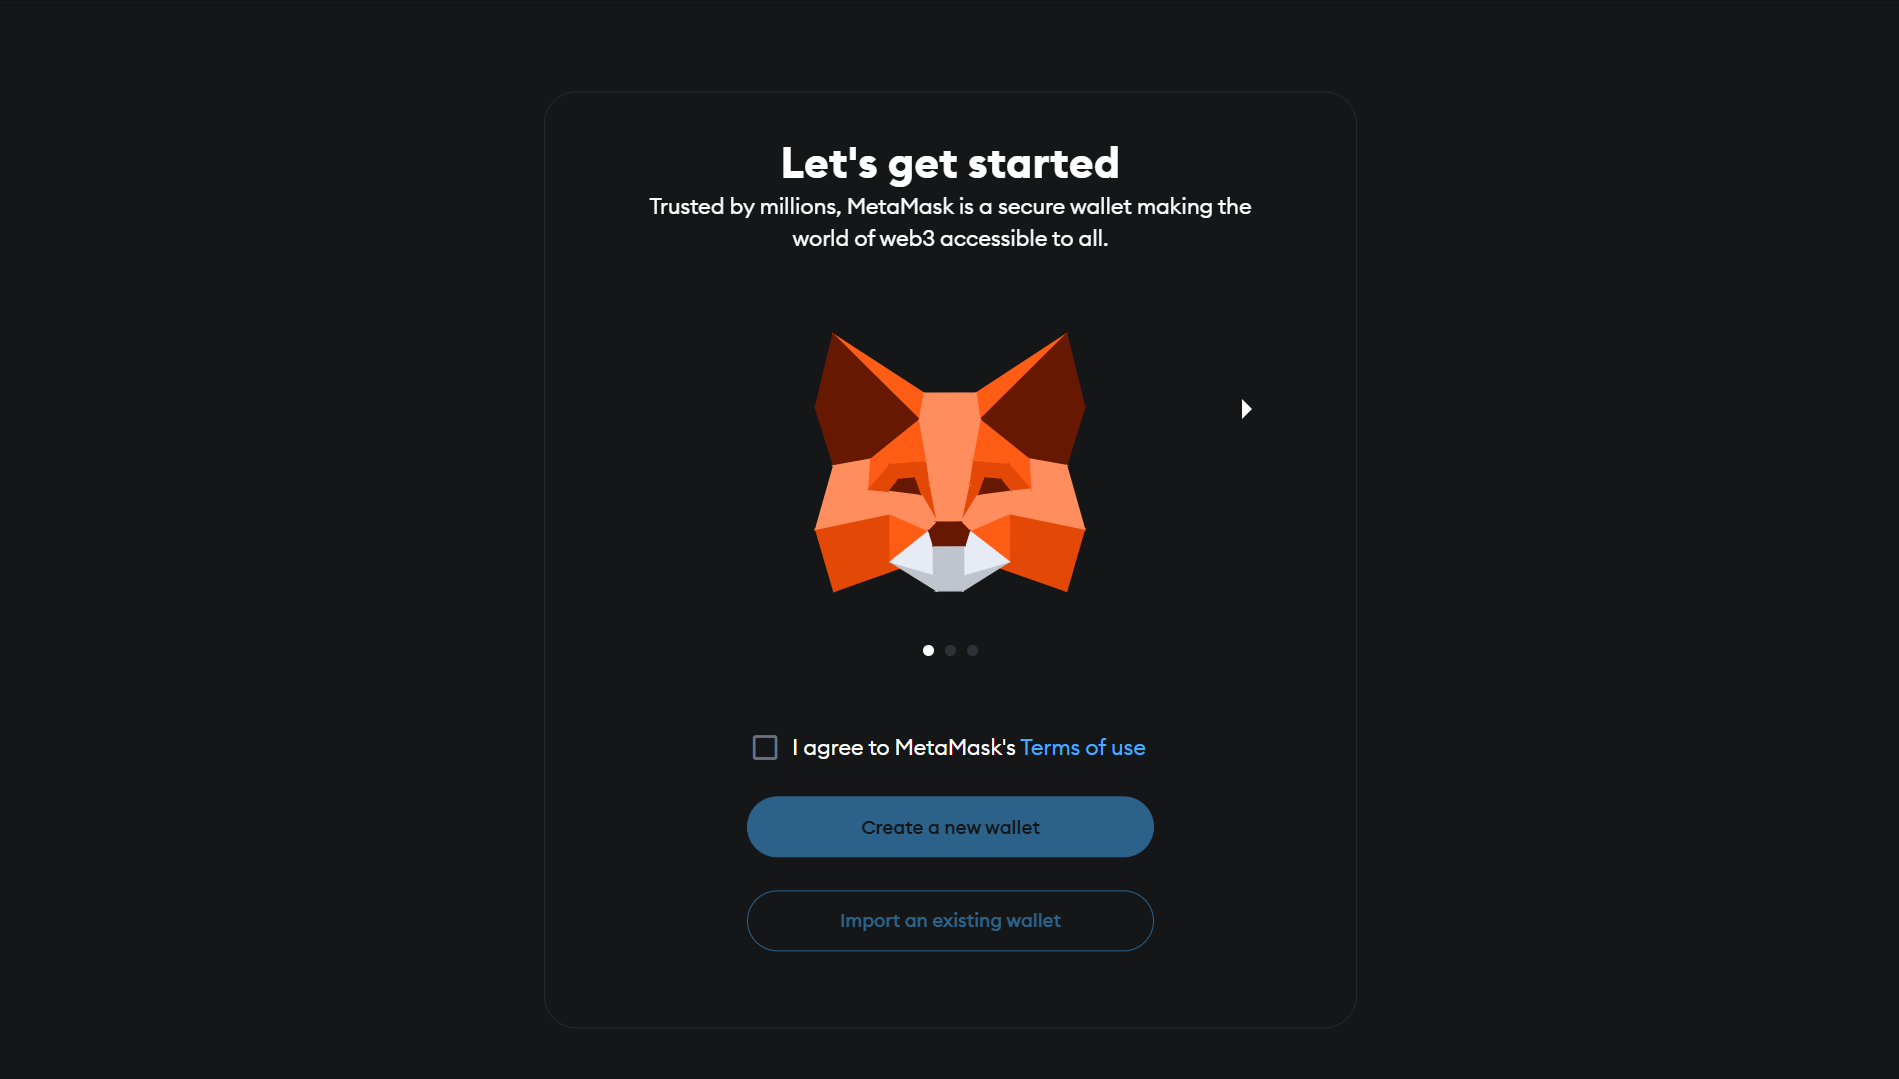 Let's get started
Trusted by millions, MetaMask is a secure wallet making the
world of web3 accessible to all.
I agree to MetaMask's Terms of use
Create a new wallet
Import an existing wallet